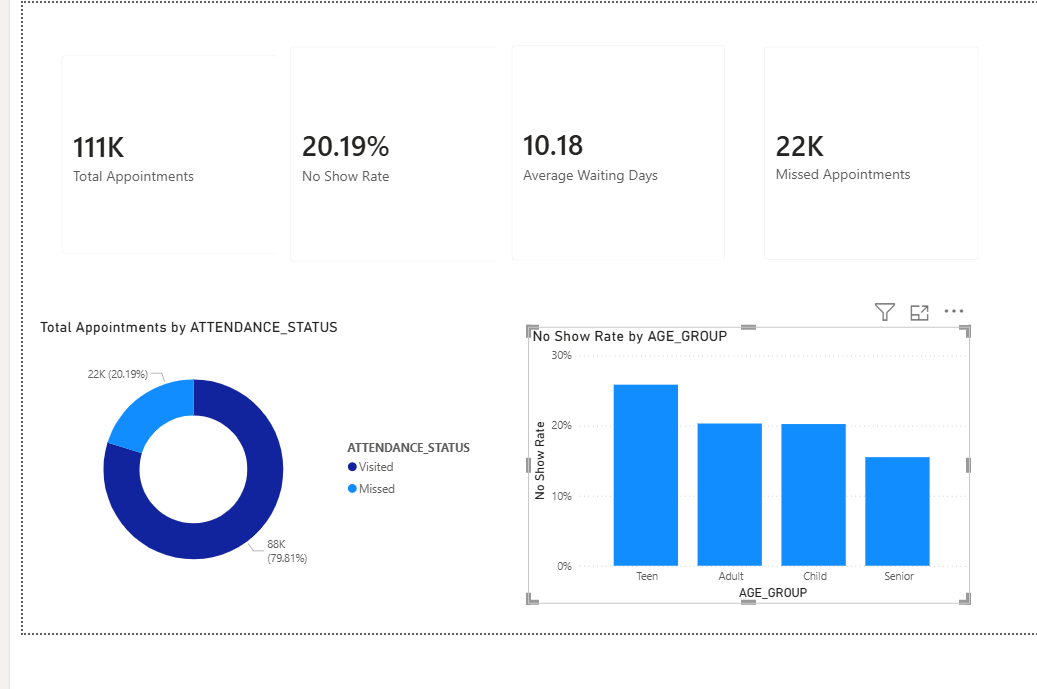 111K
Total Appointments
20.19%
No Show Rate
10.18
Average Waiting Days
22K
Missed Appointments
Total Appointments by ATTENDANCE_STATUS
22K (20.19%)
88K
(79.81%)
ATTENDANCE_STATUS
Visited
Missed
No Show Rate by AGE_GROUP
No Show Rate
30%
20%
10%
0%
Teen
Adult
Child
Senior
AGE_GROUP